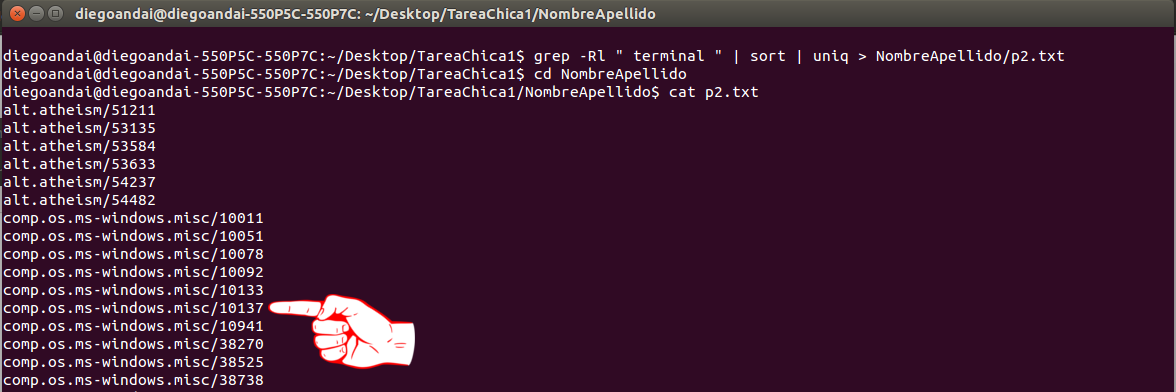 diegoandai@diegoandai-550P5C-550P7C: ~/Desktop/TareaChica1/NombreApellido
diegoandai@diegoandai-550P5C-550P7C:~/Desktop/TareaChica1$ grep -Rl " terminal " | sort | uniq > NombreApellido/p2.txt
diegoandai@diegoandai-550P5C-550P7C:~/Desktop/TareaChica1$ cd NombreApellido
diegoandai@diegoandai-550P5C-550P7C:~/Desktop/TareaChica1/NombreApellido$ cat p2.txt
alt.atheism/51211
alt.atheism/53135
alt.atheism/53584
alt.atheism/53633
alt.atheism/54237
alt.atheism/54482
comp.os.ms-windows.misc/10011
comp.os.ms-windows.misc/10051
comp.os.ms-windows.misc/10078
comp.os.ms-windows.misc/10092
comp.os.ms-windows.misc/10133
comp.os.ms-windows.misc/10137
comp.os.ms-windows.misc/10941
comp.os.ms-windows.misc/38270
comp.os.ms-windows.misc/38525
comp.os.ms-windows.misc/38738